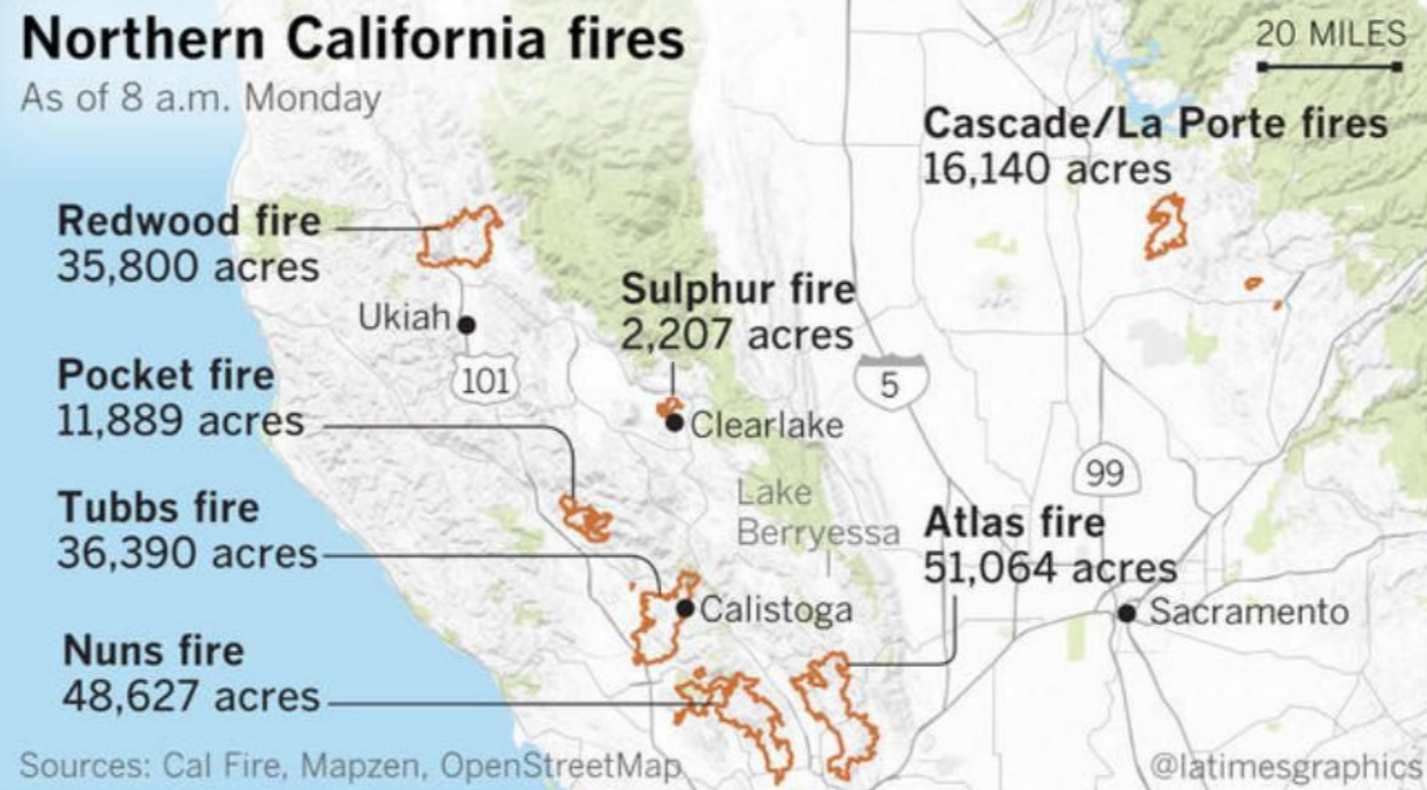 Northern California fires
As of 8 a.m. Monday
20 MILES
Cascade/La Porte fires
16,140 acres
Redwood fire
35,800 acres
Sulphur fire
2,207 acres
Ukiah
101
5
Pocket fire
11,889 acres
Clearlake
99
Lake
Berryessa
Tubbs fire
36,390 acres
Atlas fire
51,064 acres
Calistoga
Sacramento
Nuns fire
48,627 acres
Sources: Cal Fire, Mapzen, OpenStreetMap
@latimesgraphics